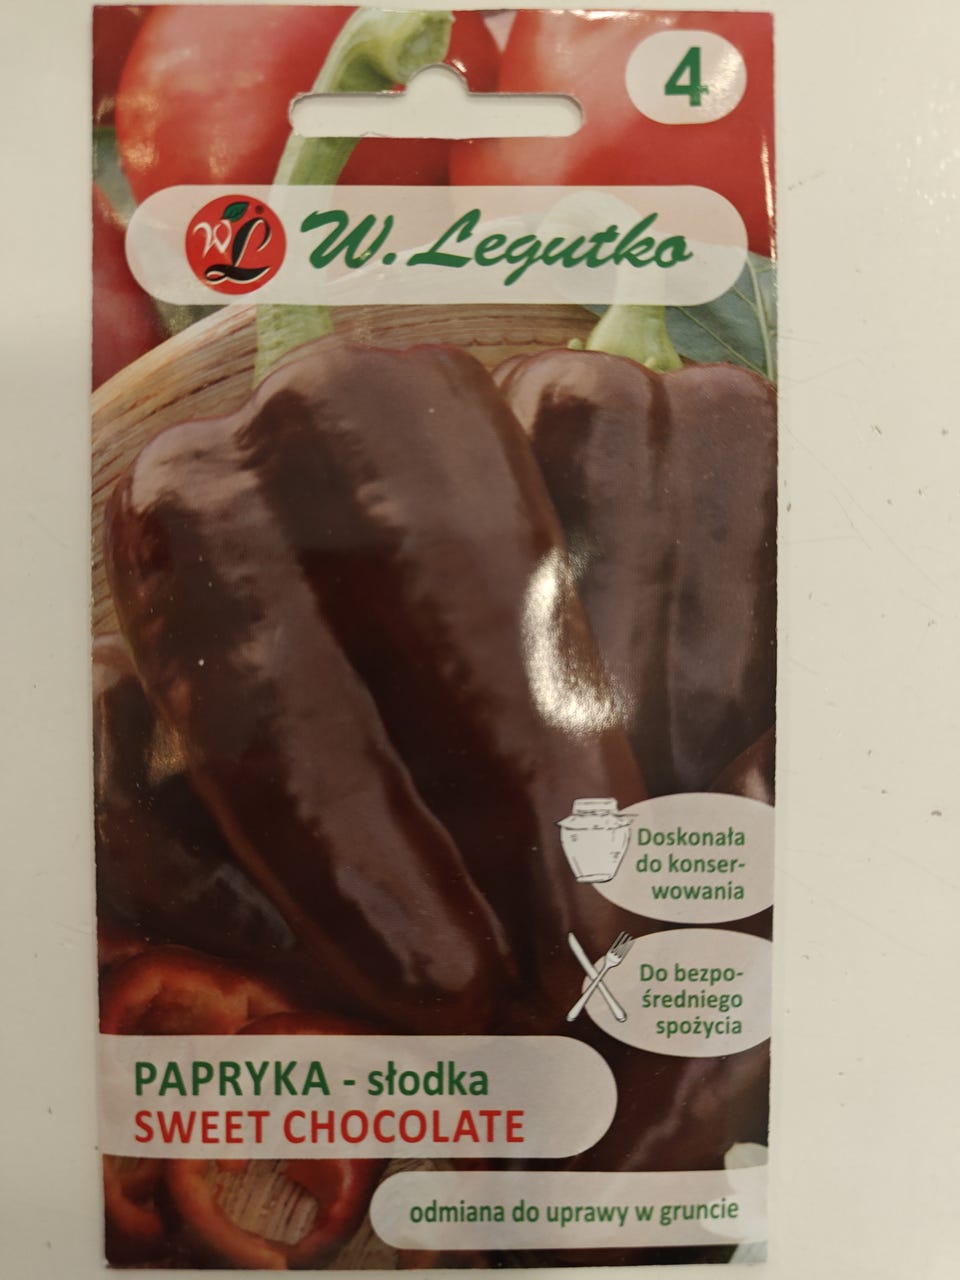 4
WL ® W. Legutko
Doskonała
do konser-
wowania
Do bezpo-
średniego
spożycia
PAPRYKA - słodka
SWEET CHOCOLATE
odmiana do uprawy w gruncie